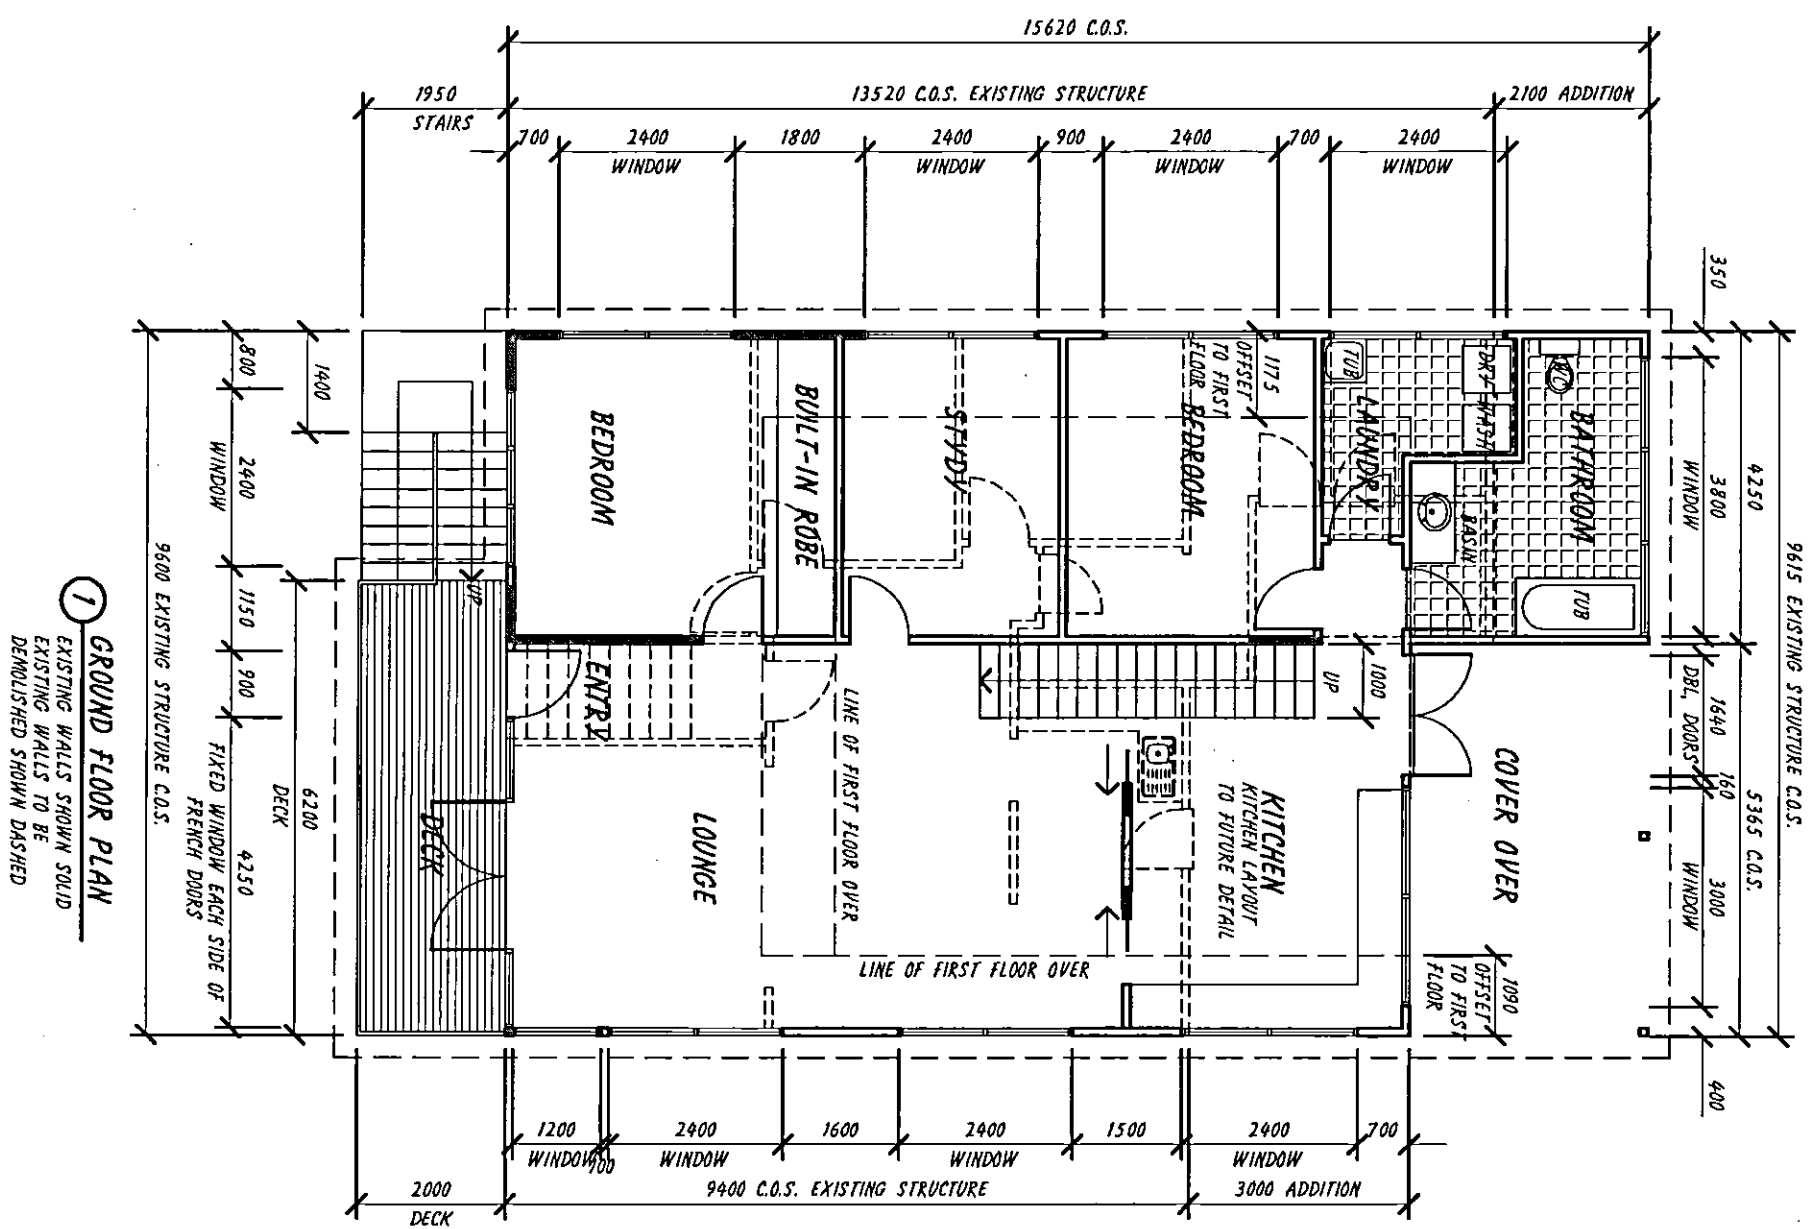 15620 C.O.S.
1950
STAIRS
13520 C.O.S. EXISTING STRUCTURE
2100 ADDITION
700
2400
WINDOW
1800
2400
WINDOW
900
2400
WINDOW
700
2400
WINDOW
350
4250
3800
WINDOW
9615 EXISTING STRUCTURE C.O.S.
1640
DBL. DOORS
160
5365 C.O.S.
3000
WINDOW
400
1090
OFFSET
TO FIRST
FLOOR
1175
OFFSET
TO FIRST
FLOOR
BEDROOM
BUILT-IN ROBE
STYDY
BEDROOM
TUB
LAUNDRY
DRY
WASH
WC
BATHROOM
BASIN
TUB
1000
UP
ENTRY
LINE OF FIRST FLOOR OVER
LOUNGE
KITCHEN
KITCHEN LAYOUT
TO FUTURE DETAIL
COVER OVER
LINE OF FIRST FLOOR OVER
UP
DECK
1400
800
2400
WINDOW
1150
900
4250
FIXED WINDOW EACH SIDE OF
FRENCH DOORS
6200
DECK
9600 EXISTING STRUCTURE C.O.S.
1 GROUND FLOOR PLAN
EXISTING WALLS SHOWN SOLID
EXISTING WALLS TO BE
DEMOLISHED SHOWN DASHED
1200
WINDOW
100
2400
WINDOW
1600
2400
WINDOW
1500
2400
WINDOW
700
2000
DECK
9400 C.O.S. EXISTING STRUCTURE
3000 ADDITION